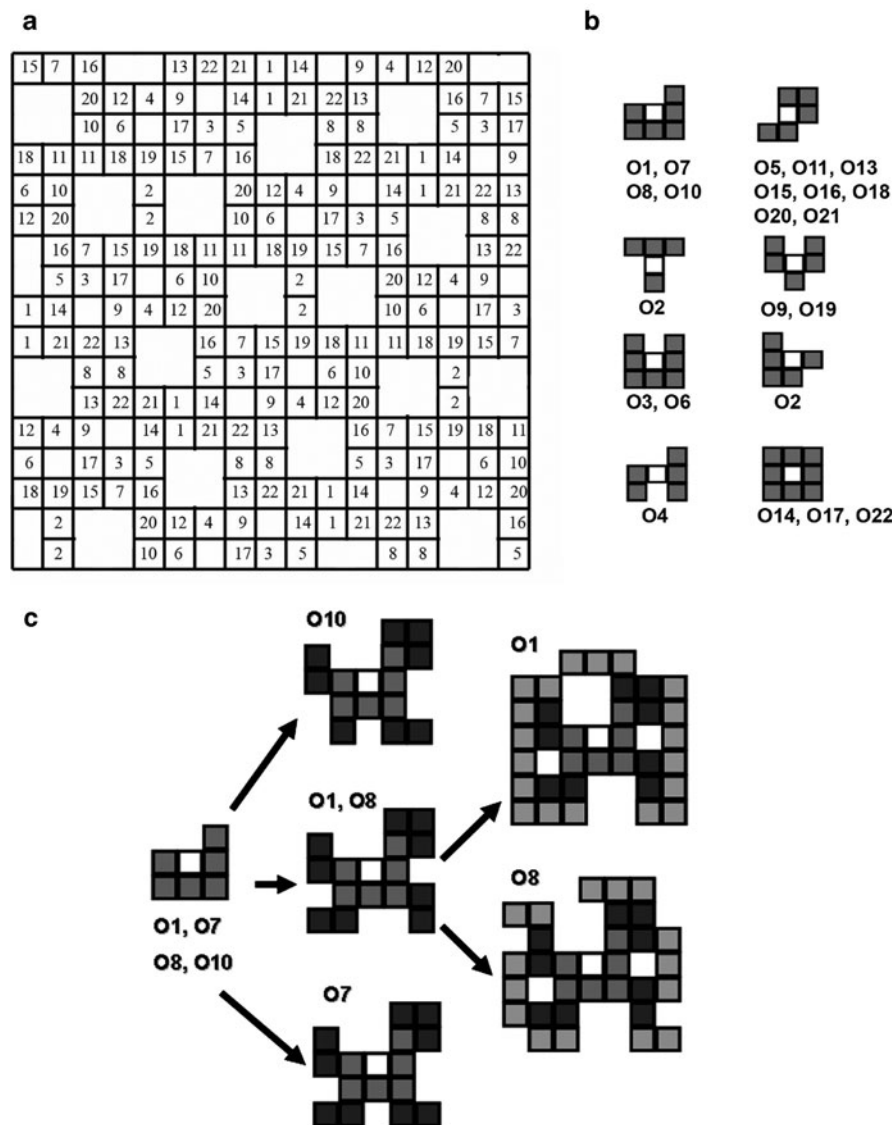 a
15 7 16 13 22 21 1 14 9 4 12 20
20 12 4 9 14 1 21 22 13 16 7 15
10 6 17 3 5 8 8 5 3 17
18 11 11 18 19 15 7 16 18 22 21 1 14 9
6 10 2 20 12 4 9 14 1 21 22 13
12 20 2 10 6 17 3 5 8 8
16 7 15 19 18 11 11 18 19 15 7 16 13 22
5 3 17 6 10 2 20 12 4 9
1 14 9 4 12 20 2 10 6 17 3
1 21 22 13 16 7 15 19 18 11 11 18 19 15 7
8 8 5 3 17 6 10 2
13 22 21 1 14 9 4 12 20 2
12 4 9 14 1 21 22 13 16 7 15 19 18 11
6 17 3 5 8 8 5 3 17 6 10
18 19 15 7 16 13 22 21 1 14 9 4 12 20
2 20 12 4 9 14 1 21 22 13 16
2 10 6 17 3 5 8 8 5
b
O1, O7
O8, O10
O5, O11, O13
O15, O16, O18
O20, O21
O2
O9, O19
O3, O6
O2
O4
O14, O17, O22
c
O10
O1
O1, O8
O1, O7
O8, O10
O8
O7